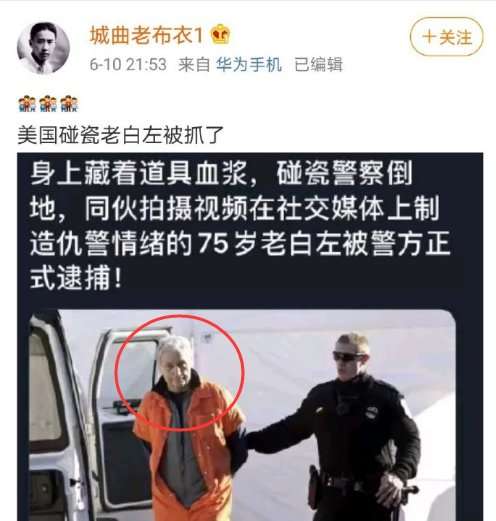 城曲老布衣1
+关注
6-10 21:53 来自 华为手机 已编辑
美国碰瓷老白左被抓了
身上藏着道具血浆，碰瓷警察倒
地，同伙拍摄视频在社交媒体上制
造仇警情绪的75岁老白左被警方正
式逮捕！